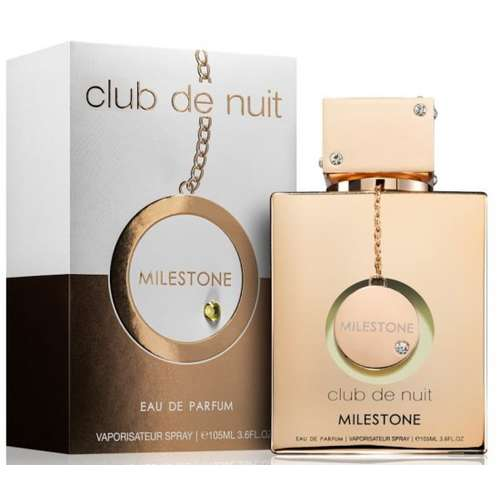 club de nuit
MILESTONE
EAU DE PARFUM
VAPORISATEUR SPRAY | e105ML 3.6FL.OZ
MILESTONE
club de nuit
MILESTONE
EAU DE PARFUM | VAPORISATEUR SPRAY | e105ML 3.6FL.OZ